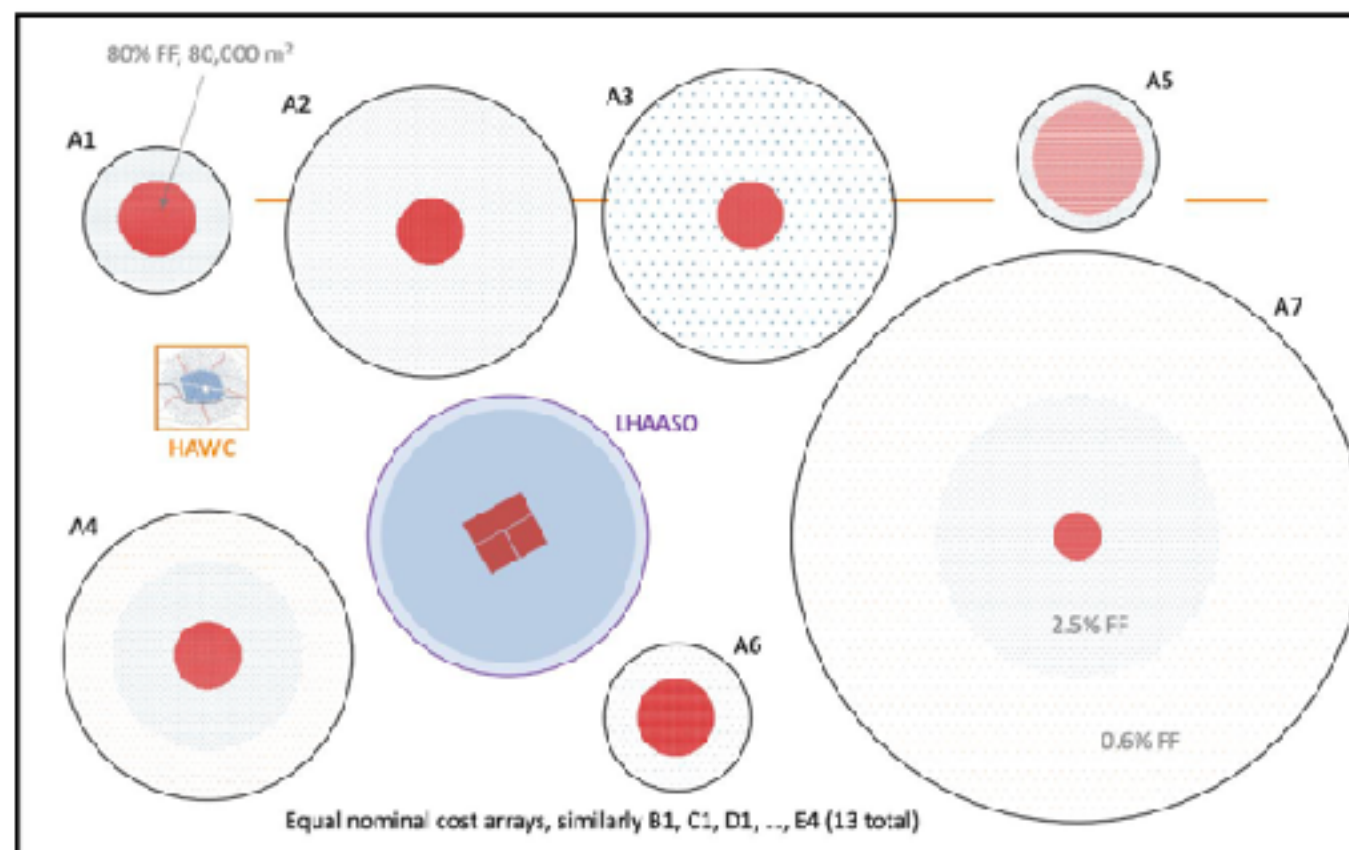 80% FF, 80,000 m²
A1
A2
A3
A5
A7
HAWC
LHAASO
A4
A6
2.5% FF
0.6% FF
Equal nominal cost arrays, similarly B1, C1, D1, ..., E4 (13 total)